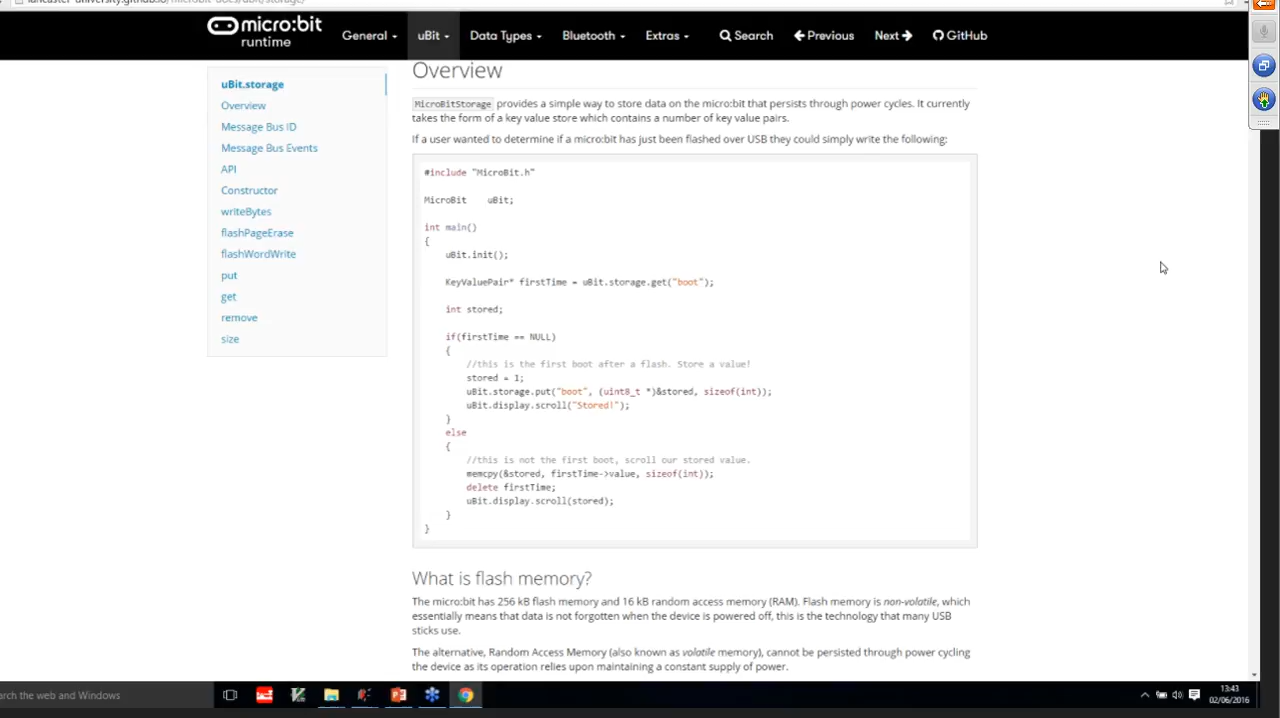 lancaster-university.github.io/microbit-docs/ubit/storage/
micro:bit
runtime
General
uBit
Data Types
Bluetooth
Extras
Search
Previous
Next
GitHub
uBit.storage
Overview
Message Bus ID
Message Bus Events
API
Constructor
writeBytes
flashPageErase
flashWordWrite
put
get
remove
size
Overview
MicroBitStorage provides a simple way to store data on the micro:bit that persists through power cycles. It currently
takes the form of a key value store which contains a number of key value pairs.
If a user wanted to determine if a micro:bit has just been flashed over USB they could simply write the following:
#include "MicroBit.h"
MicroBit    uBit;
int main()
{
    uBit.init();
    KeyValuePair* firstTime = uBit.storage.get("boot");
    int stored;
    if(firstTime == NULL)
    {
        //this is the first boot after a flash. Store a value!
        stored = 1;
        uBit.storage.put("boot", (uint8_t *)&stored, sizeof(int));
        uBit.display.scroll("Stored!");
    }
    else
    {
        //this is not the first boot, scroll our stored value.
        memcpy(&stored, firstTime->value, sizeof(int));
        delete firstTime;
        uBit.display.scroll(stored);
    }
}
What is flash memory?
The micro:bit has 256 kB flash memory and 16 kB random access memory (RAM). Flash memory is non-volatile, which
essentially means that data is not forgotten when the device is powered off, this is the technology that many USB
sticks use.
The alternative, Random Access Memory (also known as volatile memory), cannot be persisted through power cycling
the device as its operation relies upon maintaining a constant supply of power.
arch the web and Windows
13:43
02/06/2016